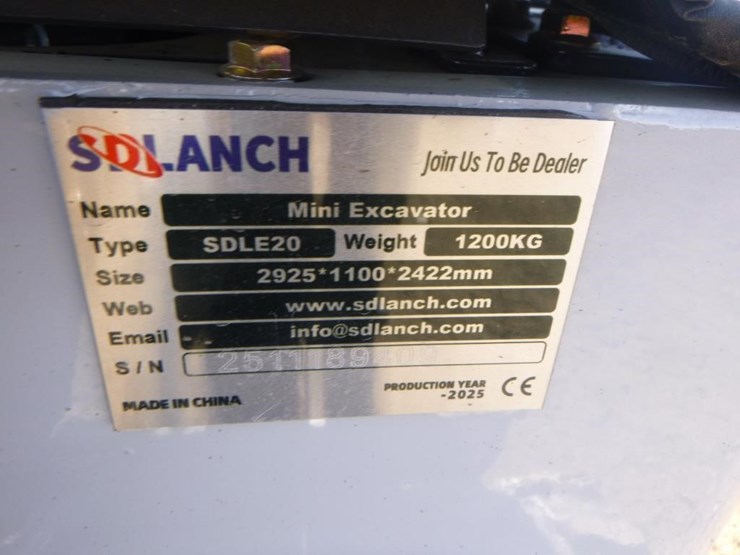 SDLANCH
Join Us To Be Dealer
Name Mini Excavator
Type SDLE20 Weight 1200KG
Size 2925*1100*2422mm
Web www.sdlanch.com
Email info@sdlanch.com
S/N
MADE IN CHINA
PRODUCTION YEAR
-2025
CE